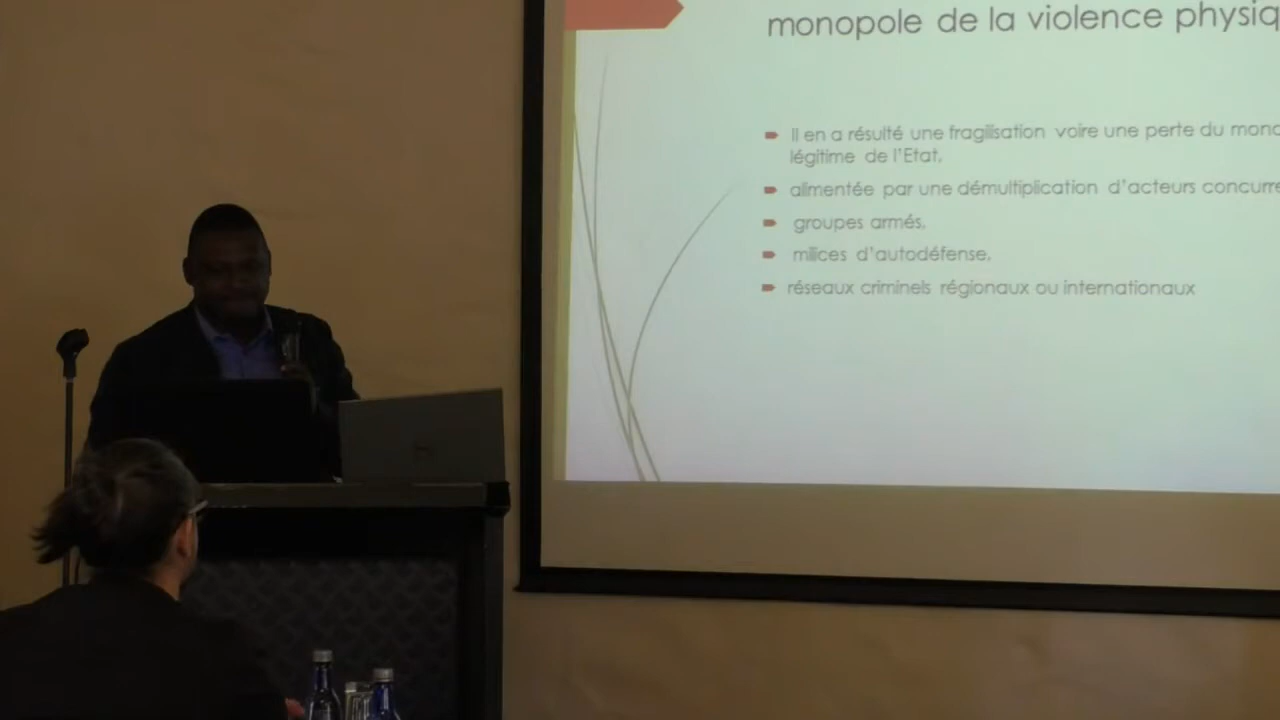 monopole de la violence physiq
Il en a résulté une fragilisation voire une perte du mono
légitime de l'Etat,
alimentée par une démultiplication d'acteurs concurre
groupes armés,
milices d'autodéfense,
réseaux criminels régionaux ou internationaux